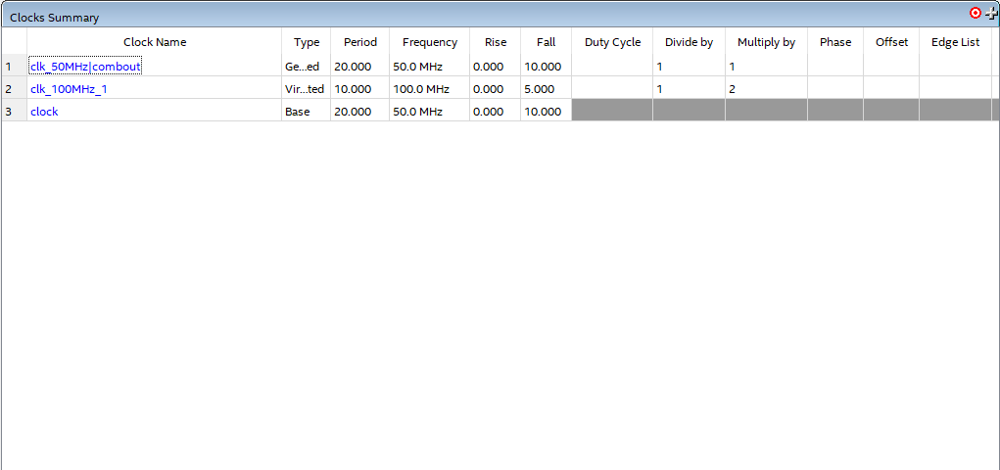 Clocks Summary
Clock Name Type Period Frequency Rise Fall Duty Cycle Divide by Multiply by Phase Offset Edge List
1 clk_50MHz|combout Ge...ed 20.000 50.0 MHz 0.000 10.000 1 1
2 clk_100MHz_1 Vir...ted 10.000 100.0 MHz 0.000 5.000 1 2
3 clock Base 20.000 50.0 MHz 0.000 10.000